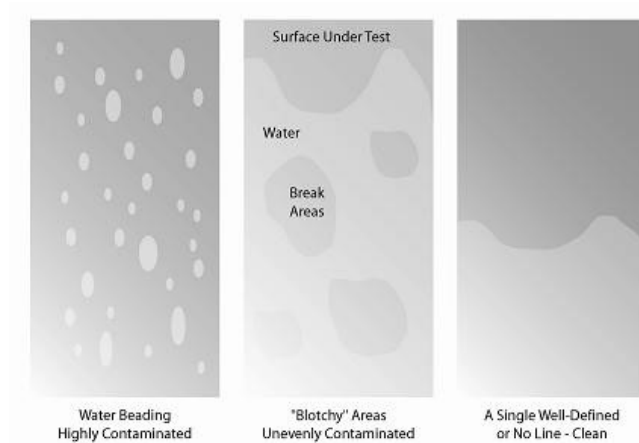 Surface Under Test
Water
Break
Areas
Water Beading
Highly Contaminated
"Blotchy" Areas
Unevenly Contaminated
A Single Well-Defined
or No Line - Clean